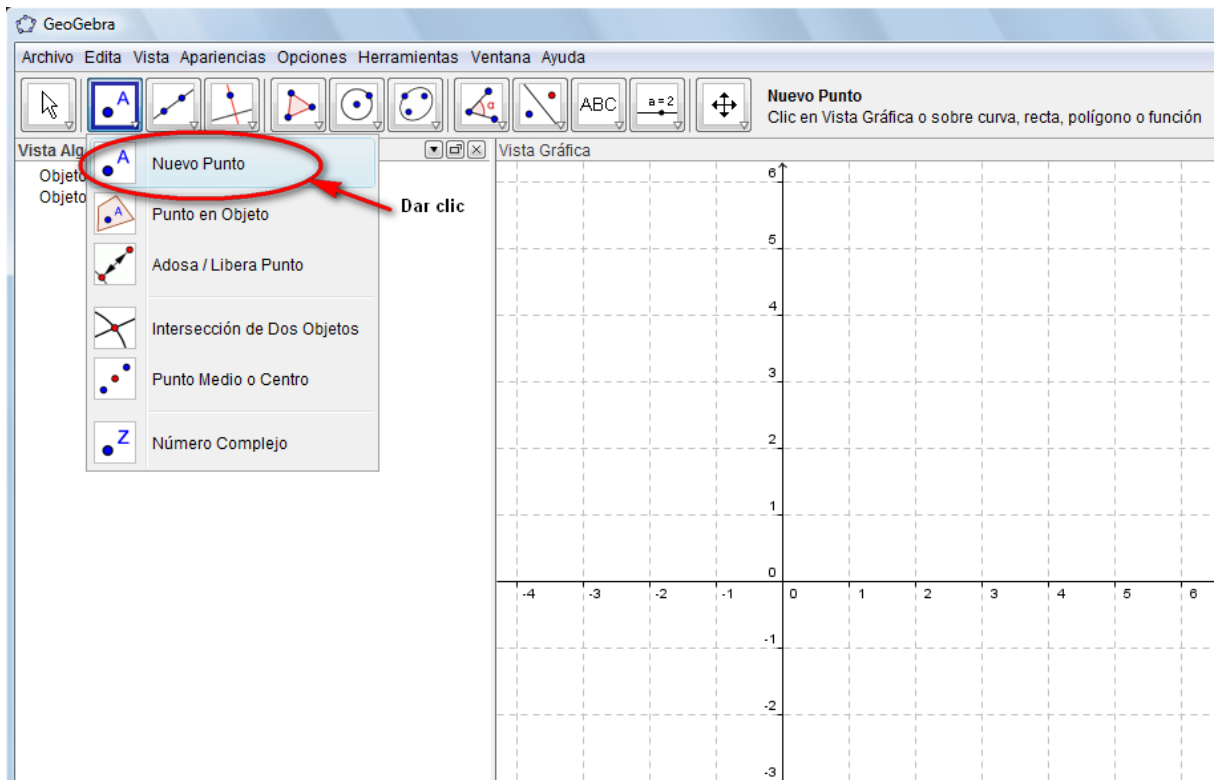 GeoGebra
Archivo Edita Vista Apariencias Opciones Herramientas Ventana Ayuda
A
α
ABC
a=2
Nuevo Punto
Clic en Vista Gráfica o sobre curva, recta, polígono o función
Vista Alg
Vista Gráfica
Objeto
Objeto
A Nuevo Punto
Dar clic
A Punto en Objeto
Adosa / Libera Punto
Intersección de Dos Objetos
Punto Medio o Centro
Z Número Complejo
6
5
4
3
2
1
0
-4 -3 -2 -1 0 1 2 3 4 5 6
-1
-2
-3